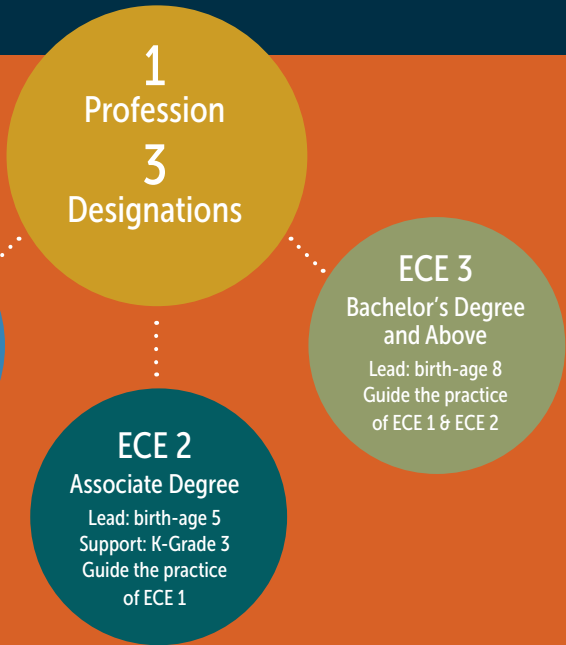 1
Profession
3
Designations
ECE 3
Bachelor's Degree
and Above
Lead: birth-age 8
Guide the practice
of ECE 1 & ECE 2
ECE 2
Associate Degree
Lead: birth-age 5
Support: K-Grade 3
Guide the practice
of ECE 1